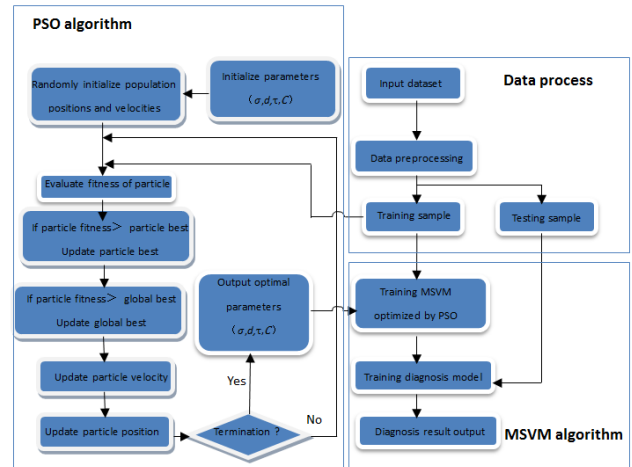 PSO algorithm
Randomly initialize population
positions and velocities
Initialize parameters
(σ,d,τ,C)
Evaluate fitness of particle
If particle fitness＞ particle best
Update particle best
If particle fitness＞ global best
Update global best
Update particle velocity
Update particle position
Termination ?
Yes
No
Output optimal
parameters
(σ,d,τ,C)
Data process
Input dataset
Data preprocessing
Training sample
Testing sample
Training MSVM
optimized by PSO
Training diagnosis model
Diagnosis result output
MSVM algorithm